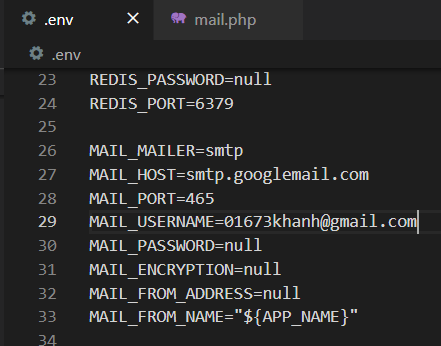 .env
mail.php
.env
23 REDIS_PASSWORD=null
24 REDIS_PORT=6379
25
26 MAIL_MAILER=smtp
27 MAIL_HOST=smtp.googlemail.com
28 MAIL_PORT=465
29 MAIL_USERNAME=01673khanh@gmail.com
30 MAIL_PASSWORD=null
31 MAIL_ENCRYPTION=null
32 MAIL_FROM_ADDRESS=null
33 MAIL_FROM_NAME="${APP_NAME}"
34